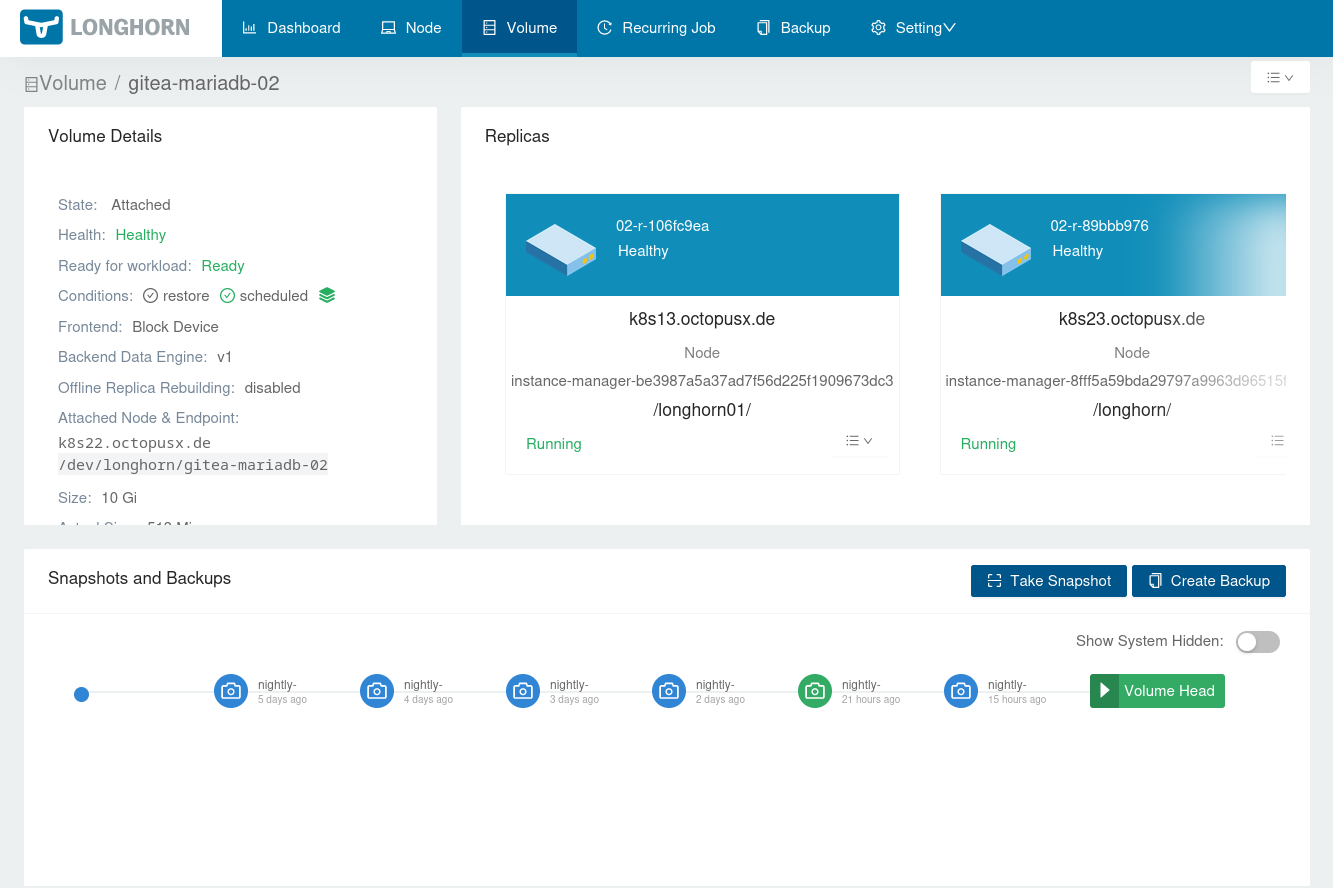 LONGHORN
Dashboard
Node
Volume
Recurring Job
Backup
Setting
Volume / gitea-mariadb-02
Volume Details
State: Attached
Health: Healthy
Ready for workload: Ready
Conditions: restore scheduled
Frontend: Block Device
Backend Data Engine: v1
Offline Replica Rebuilding: disabled
Attached Node & Endpoint:
k8s22.octopusx.de
/dev/longhorn/gitea-mariadb-02
Size: 10 Gi
Replicas
02-r-106fc9ea
Healthy
k8s13.octopusx.de
Node
instance-manager-be3987a5a37ad7f56d225f1909673dc3
/longhorn01/
Running
02-r-89bbb976
Healthy
k8s23.octopusx.de
Node
instance-manager-8fff5a59bda29797a9963d96515f
/longhorn/
Running
Snapshots and Backups
Take Snapshot
Create Backup
Show System Hidden:
nightly-
5 days ago
nightly-
4 days ago
nightly-
3 days ago
nightly-
2 days ago
nightly-
21 hours ago
nightly-
15 hours ago
Volume Head